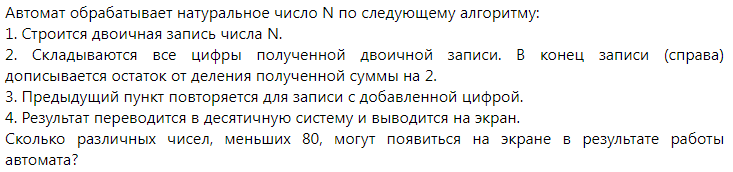 Автомат обрабатывает натуральное число N по следующему алгоритму:
1. Строится двоичная запись числа N.
2. Складываются все цифры полученной двоичной записи. В конец записи (справа)
дописывается остаток от деления полученной суммы на 2.
3. Предыдущий пункт повторяется для записи с добавленной цифрой.
4. Результат переводится в десятичную систему и выводится на экран.
Сколько различных чисел, меньших 80, могут появиться на экране в результате работы
автомата?